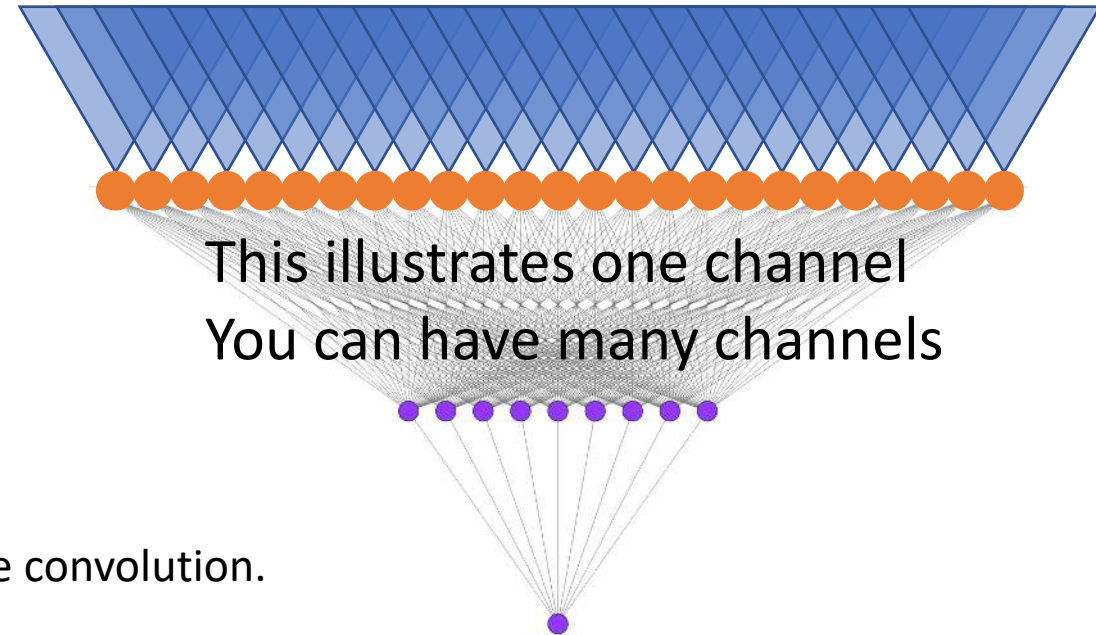 This illustrates one channel
You can have many channels
e convolution.